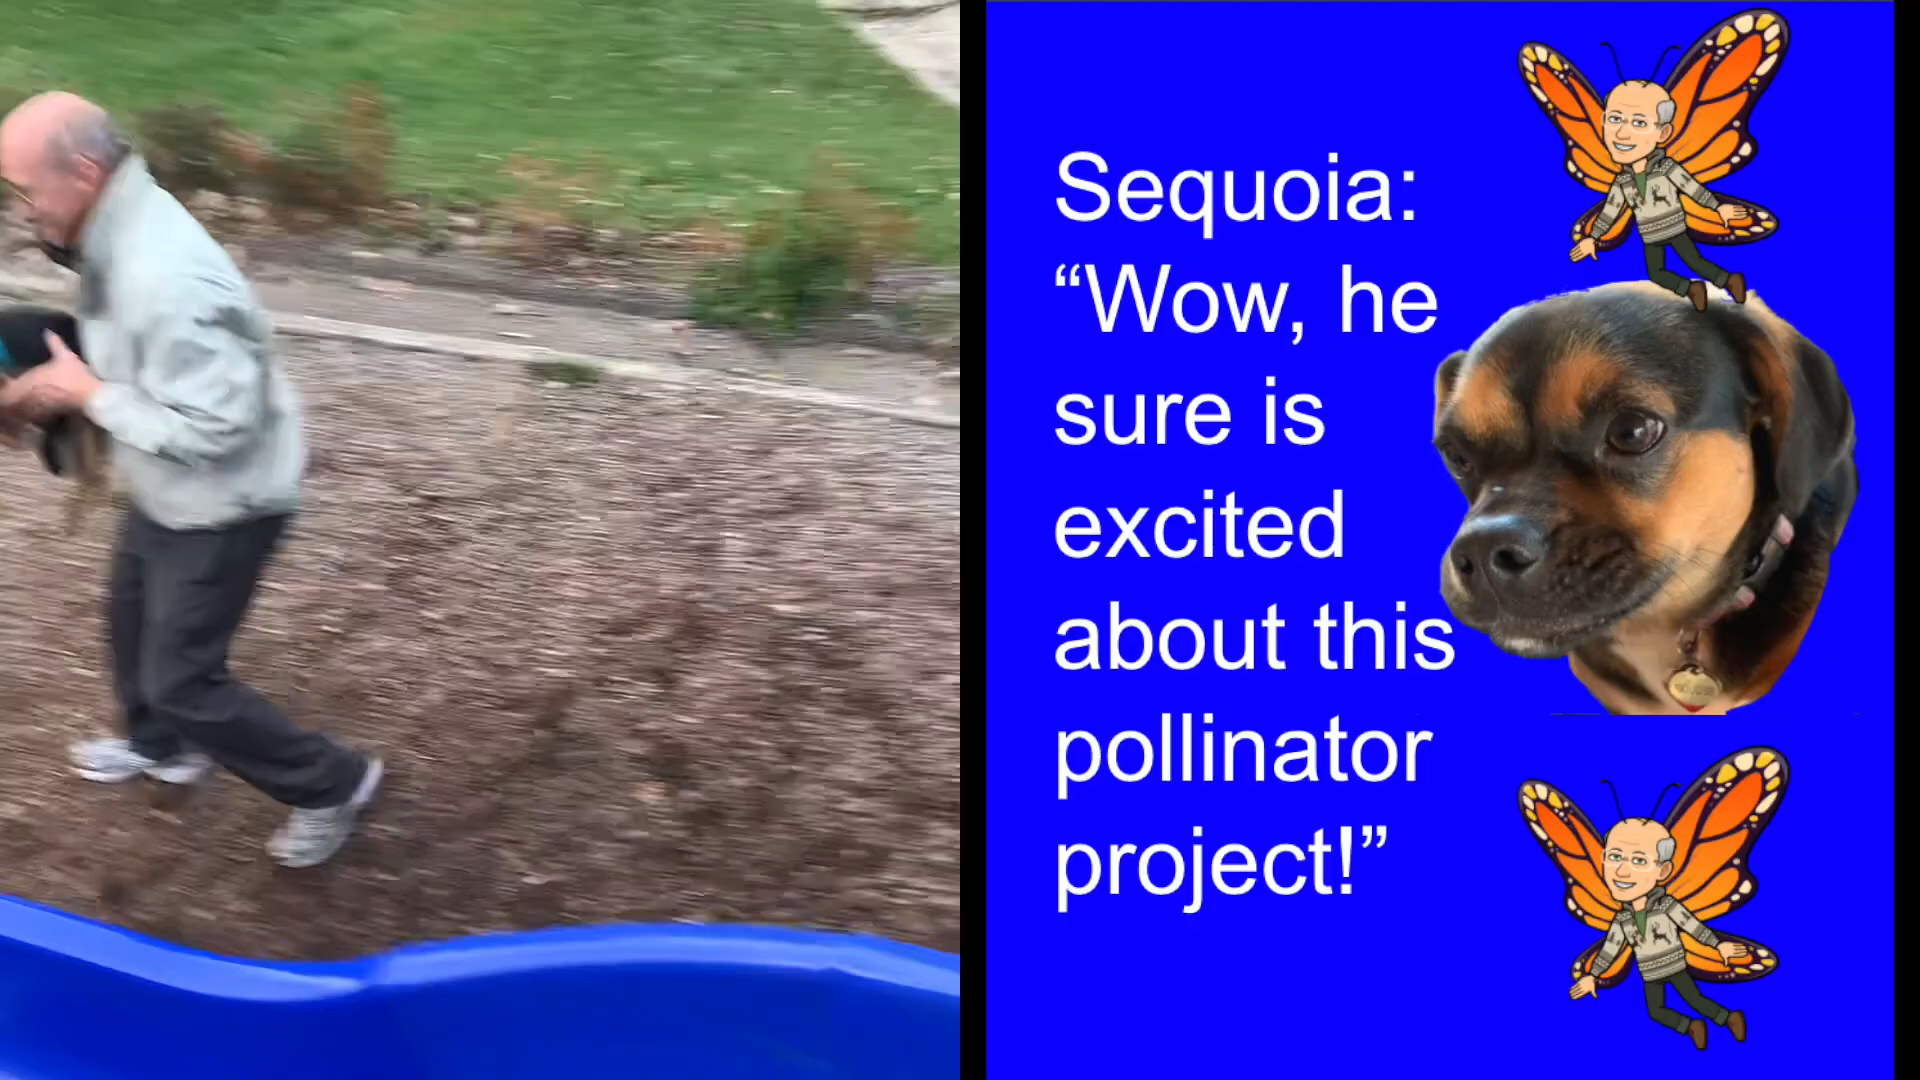 Sequoia:
“Wow, he
sure is
excited
about this
pollinator
project!”